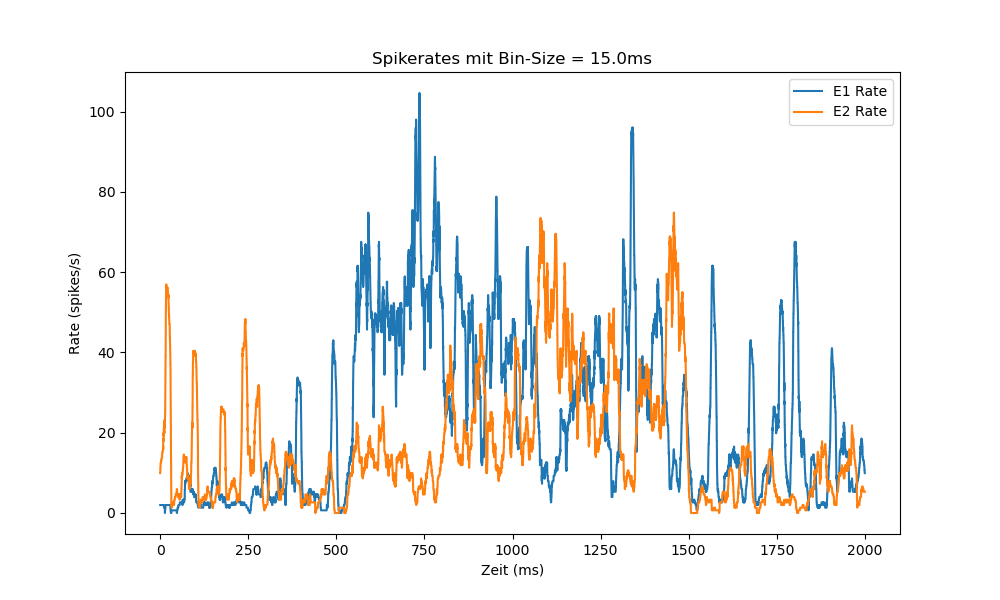 Spikerates mit Bin-Size = 15.0ms
E1 Rate
E2 Rate
Rate (spikes/s)
100
80
60
40
20
0
0 250 500 750 1000 1250 1500 1750 2000
Zeit (ms)